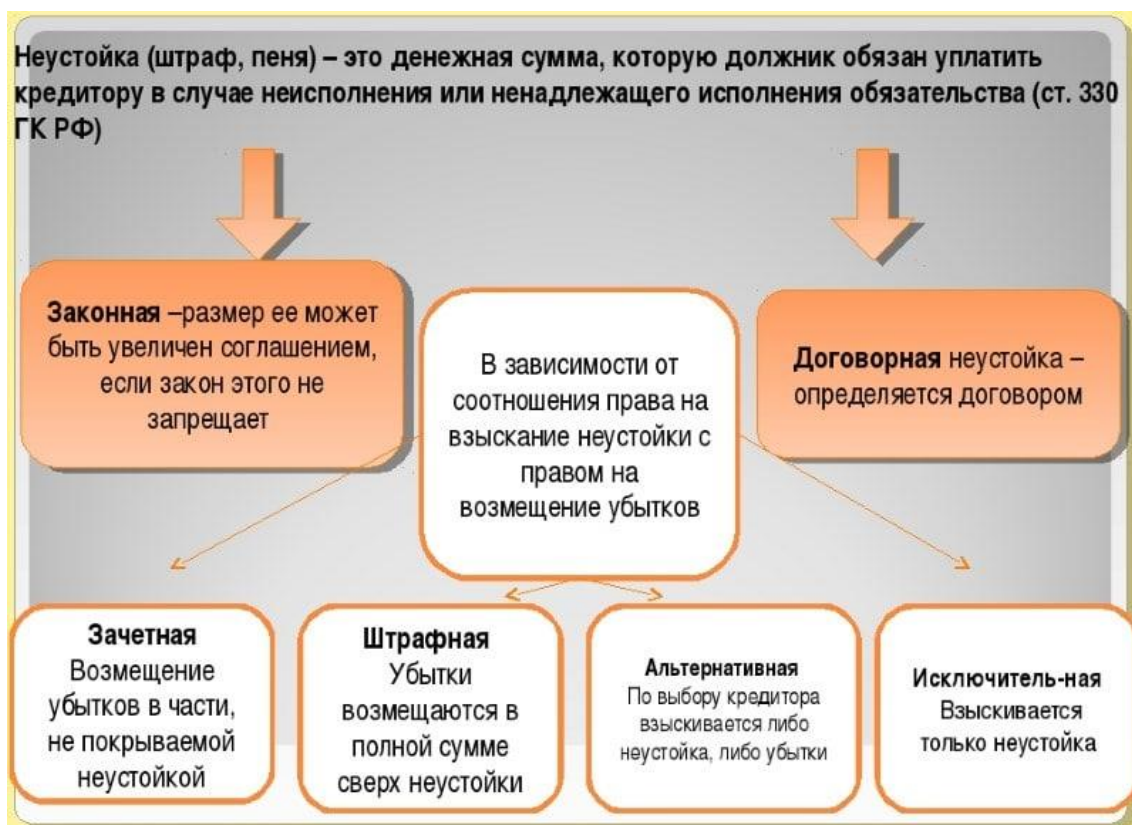 Неустойка (штраф, пеня) – это денежная сумма, которую должник обязан уплатить
кредитору в случае неисполнения или ненадлежащего исполнения обязательства (ст. 330
ГК РФ)
Законная –размер ее может
быть увеличен соглашением,
если закон этого не
запрещает
В зависимости от
соотношения права на
взыскание неустойки с
правом на
возмещение убытков
Договорная неустойка –
определяется договором
Зачетная
Возмещение
убытков в части,
не покрываемой
неустойкой
Штрафная
Убытки
возмещаются в
полной сумме
сверх неустойки
Альтернативная
По выбору кредитора
взыскивается либо
неустойка, либо убытки
Исключитель-ная
Взыскивается
только неустойка